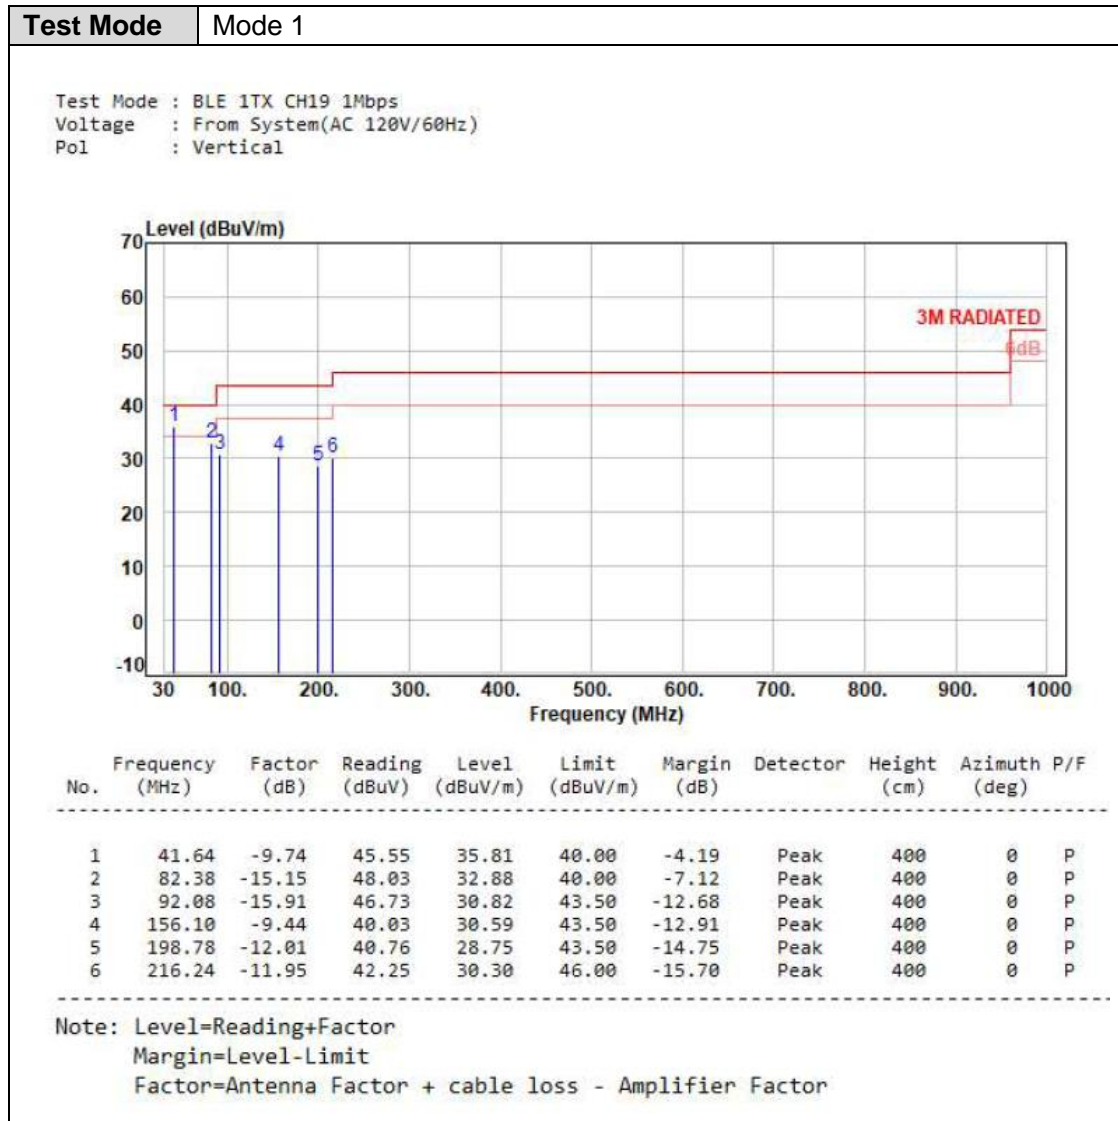 Test Mode Mode 1
Test Mode : BLE 1TX CH19 1Mbps
Voltage : From System(AC 120V/60Hz)
Pol : Vertical
Level (dBuV/m)
70
60
50
40
30
20
10
0
-10
3M RADIATED
6dB
1
2
3
4
5
6
30 100. 200. 300. 400. 500. 600. 700. 800. 900. 1000
Frequency (MHz)
Frequency Factor Reading Level Limit Margin Detector Height Azimuth P/F
No. (MHz) (dB) (dBuV) (dBuV/m) (dBuV/m) (dB) (cm) (deg)
1 41.64 -9.74 45.55 35.81 40.00 -4.19 Peak 400 0 P
2 82.38 -15.15 48.03 32.88 40.00 -7.12 Peak 400 0 P
3 92.08 -15.91 46.73 30.82 43.50 -12.68 Peak 400 0 P
4 156.10 -9.44 40.03 30.59 43.50 -12.91 Peak 400 0 P
5 198.78 -12.01 40.76 28.75 43.50 -14.75 Peak 400 0 P
6 216.24 -11.95 42.25 30.30 46.00 -15.70 Peak 400 0 P
Note: Level=Reading+Factor
Margin=Level-Limit
Factor=Antenna Factor + cable loss - Amplifier Factor